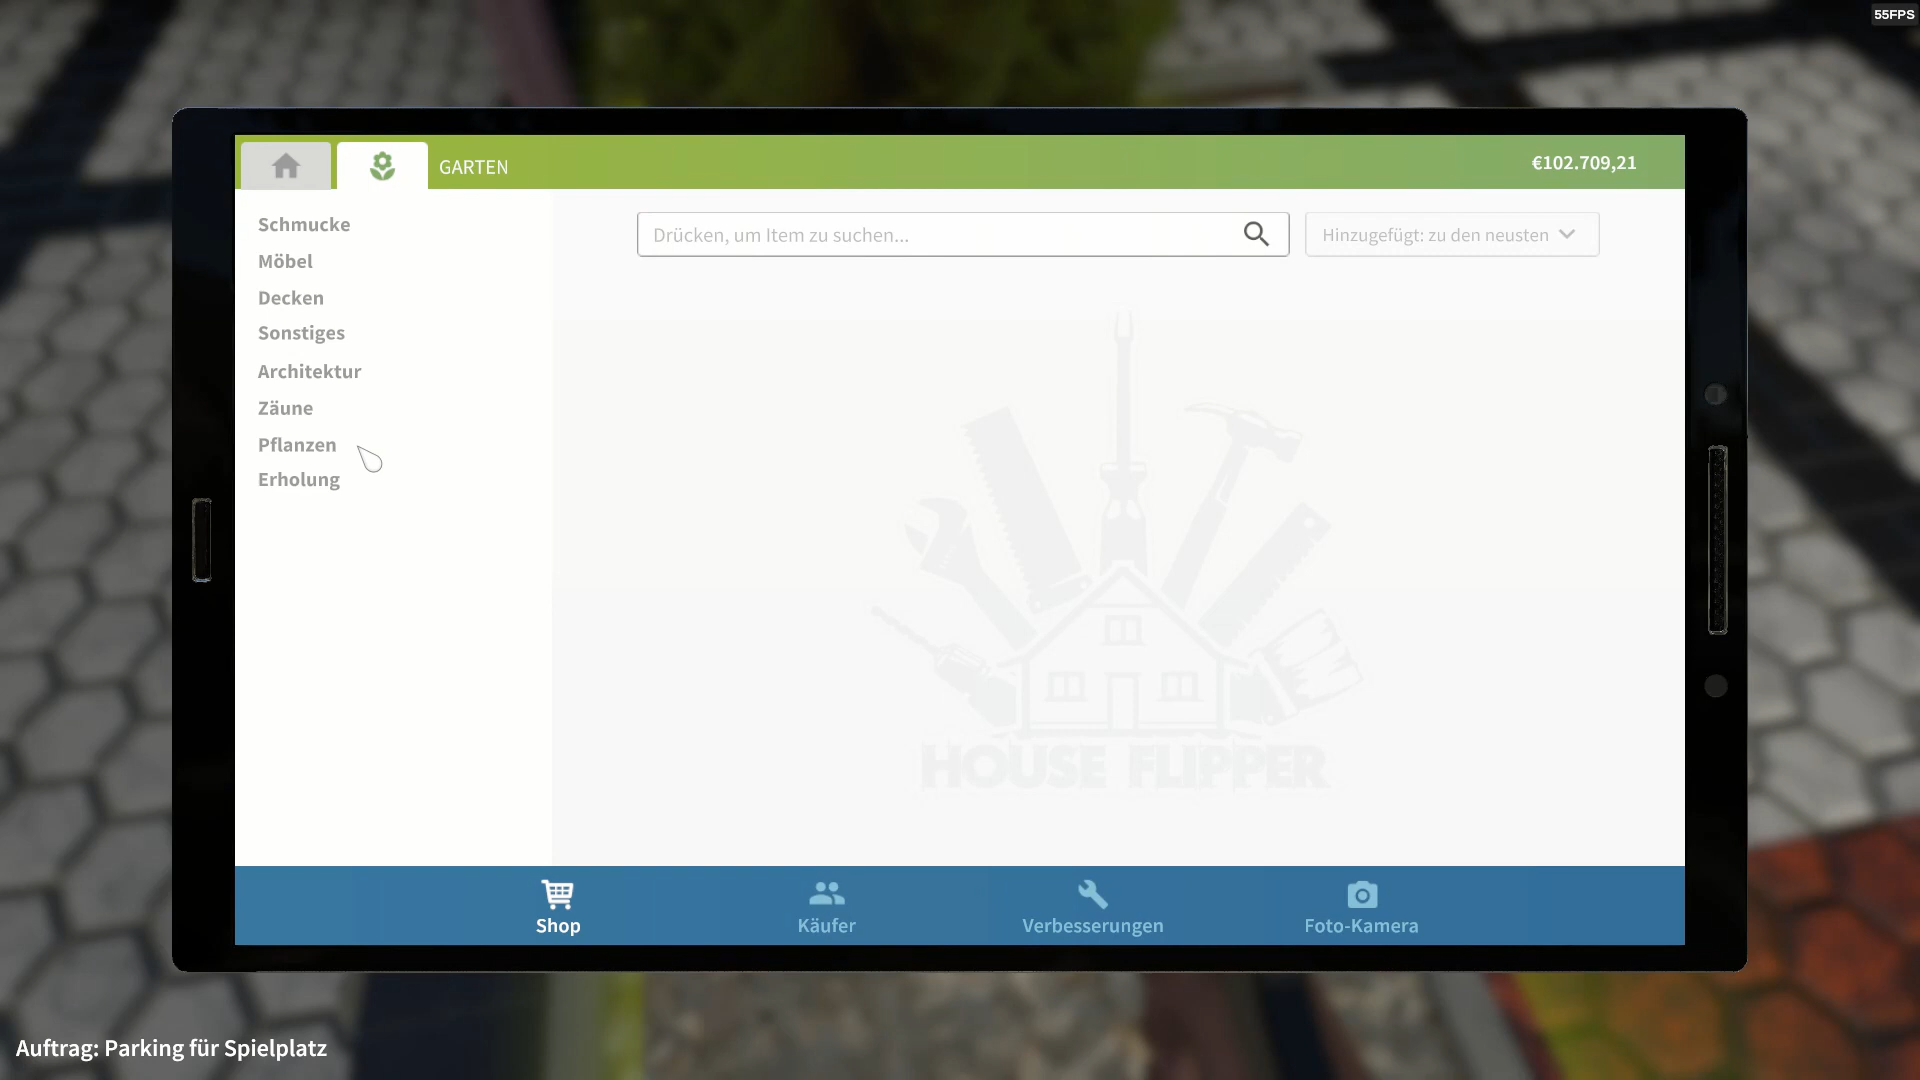 55FPS
GARTEN
€102.709,21
Schmucke
Möbel
Decken
Sonstiges
Architektur
Zäune
Pflanzen
Erholung
Drücken, um Item zu suchen...
Hinzugefügt: zu den neusten
HOUSE FLIPPER
Shop
Käufer
Verbesserungen
Foto-Kamera
Auftrag: Parking für Spielplatz